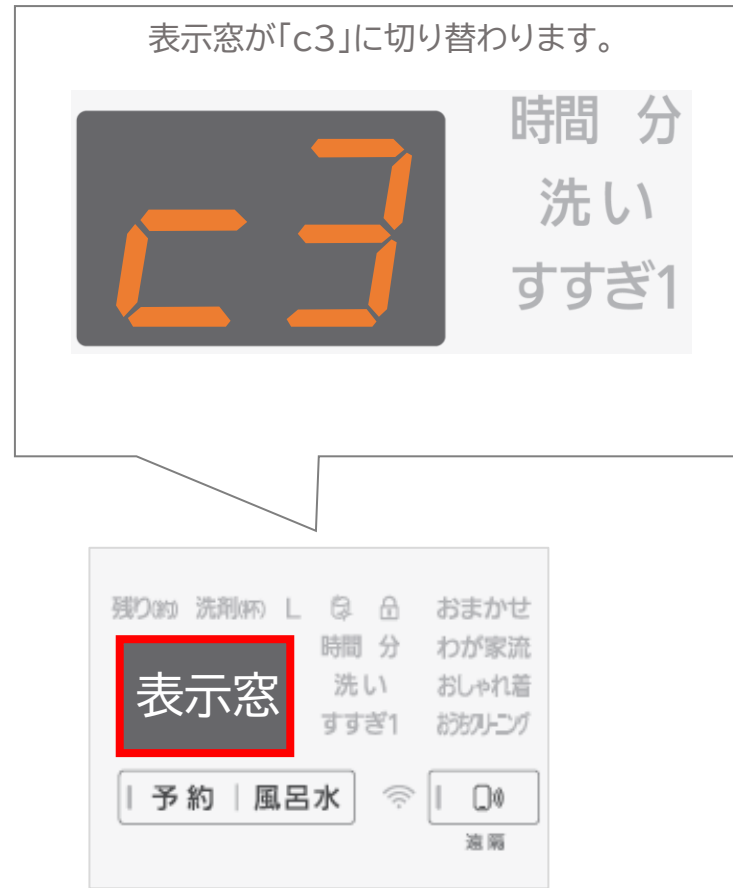 表示窓が「c3」に切り替わります。
c3
時間 分
洗い
すすぎ1
残り(約) 洗剤(杯) L
時間 分
洗い
すすぎ1
おまかせ
わが家流
おしゃれ着
おうちクリーニング
表示窓
予約 風呂水
遠隔